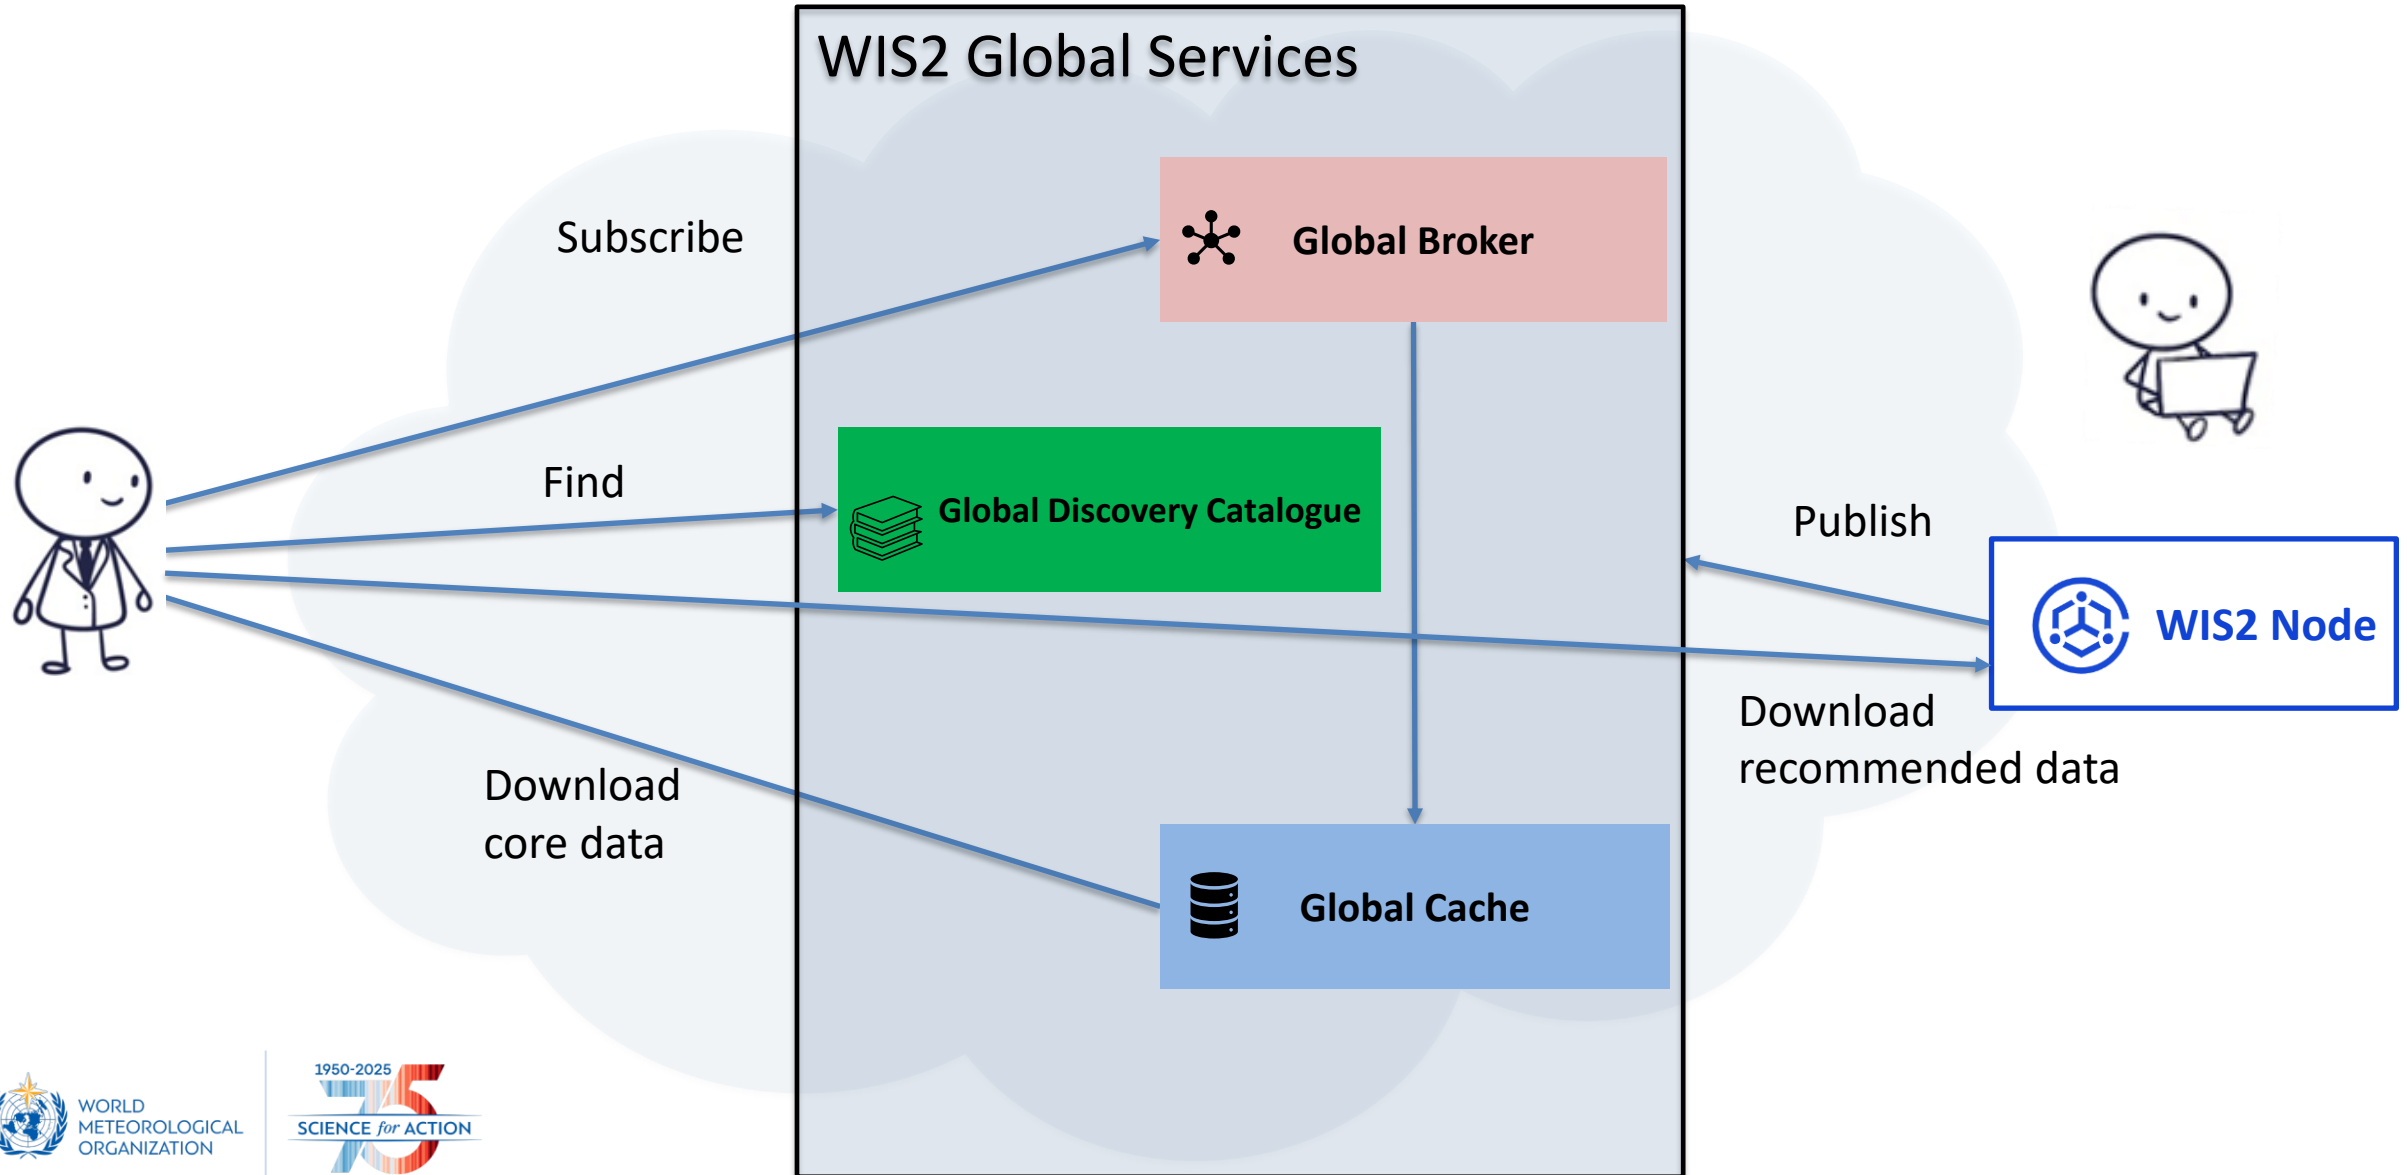 WIS2 Global Services
Subscribe
Global Broker
Find
Global Discovery Catalogue
Publish
WIS2 Node
Download
recommended data
Download
core data
Global Cache
WORLD
METEOROLOGICAL
ORGANIZATION
1950-2025
75
SCIENCE for ACTION